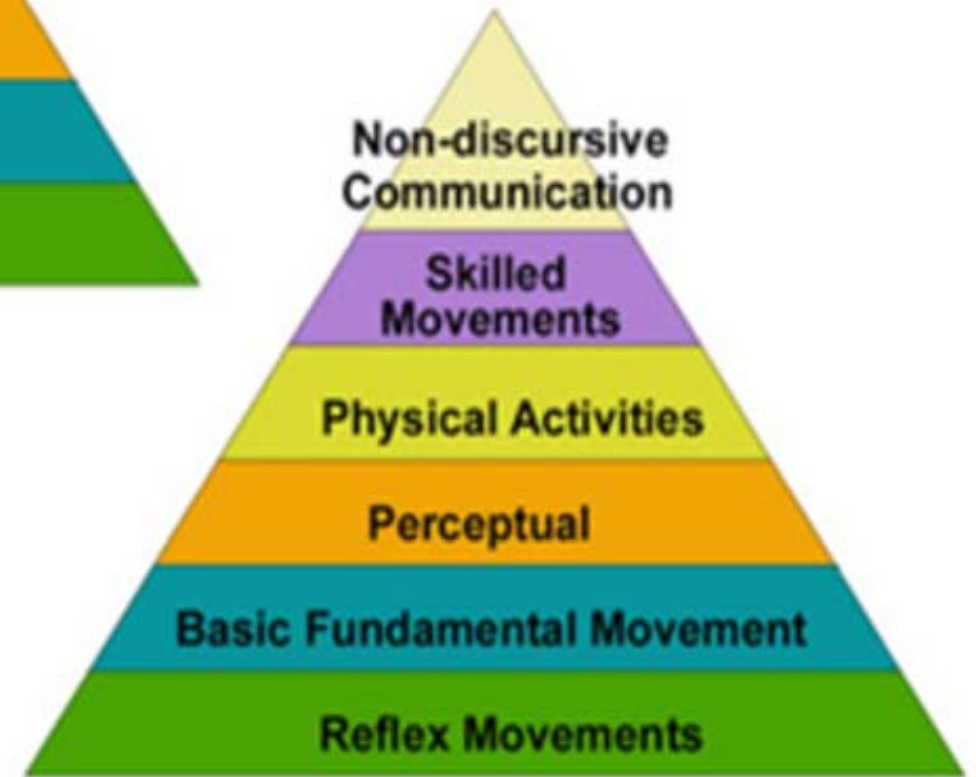 Non-discursive
Communication
Skilled
Movements
Physical Activities
Perceptual
Basic Fundamental Movement
Reflex Movements